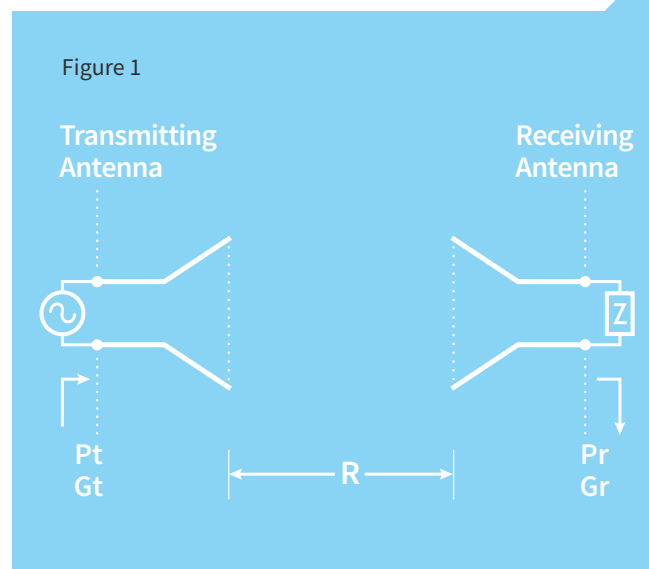 Figure 1
Transmitting
Antenna
Receiving
Antenna
Z
Pt
Gt
R
Pr
Gr